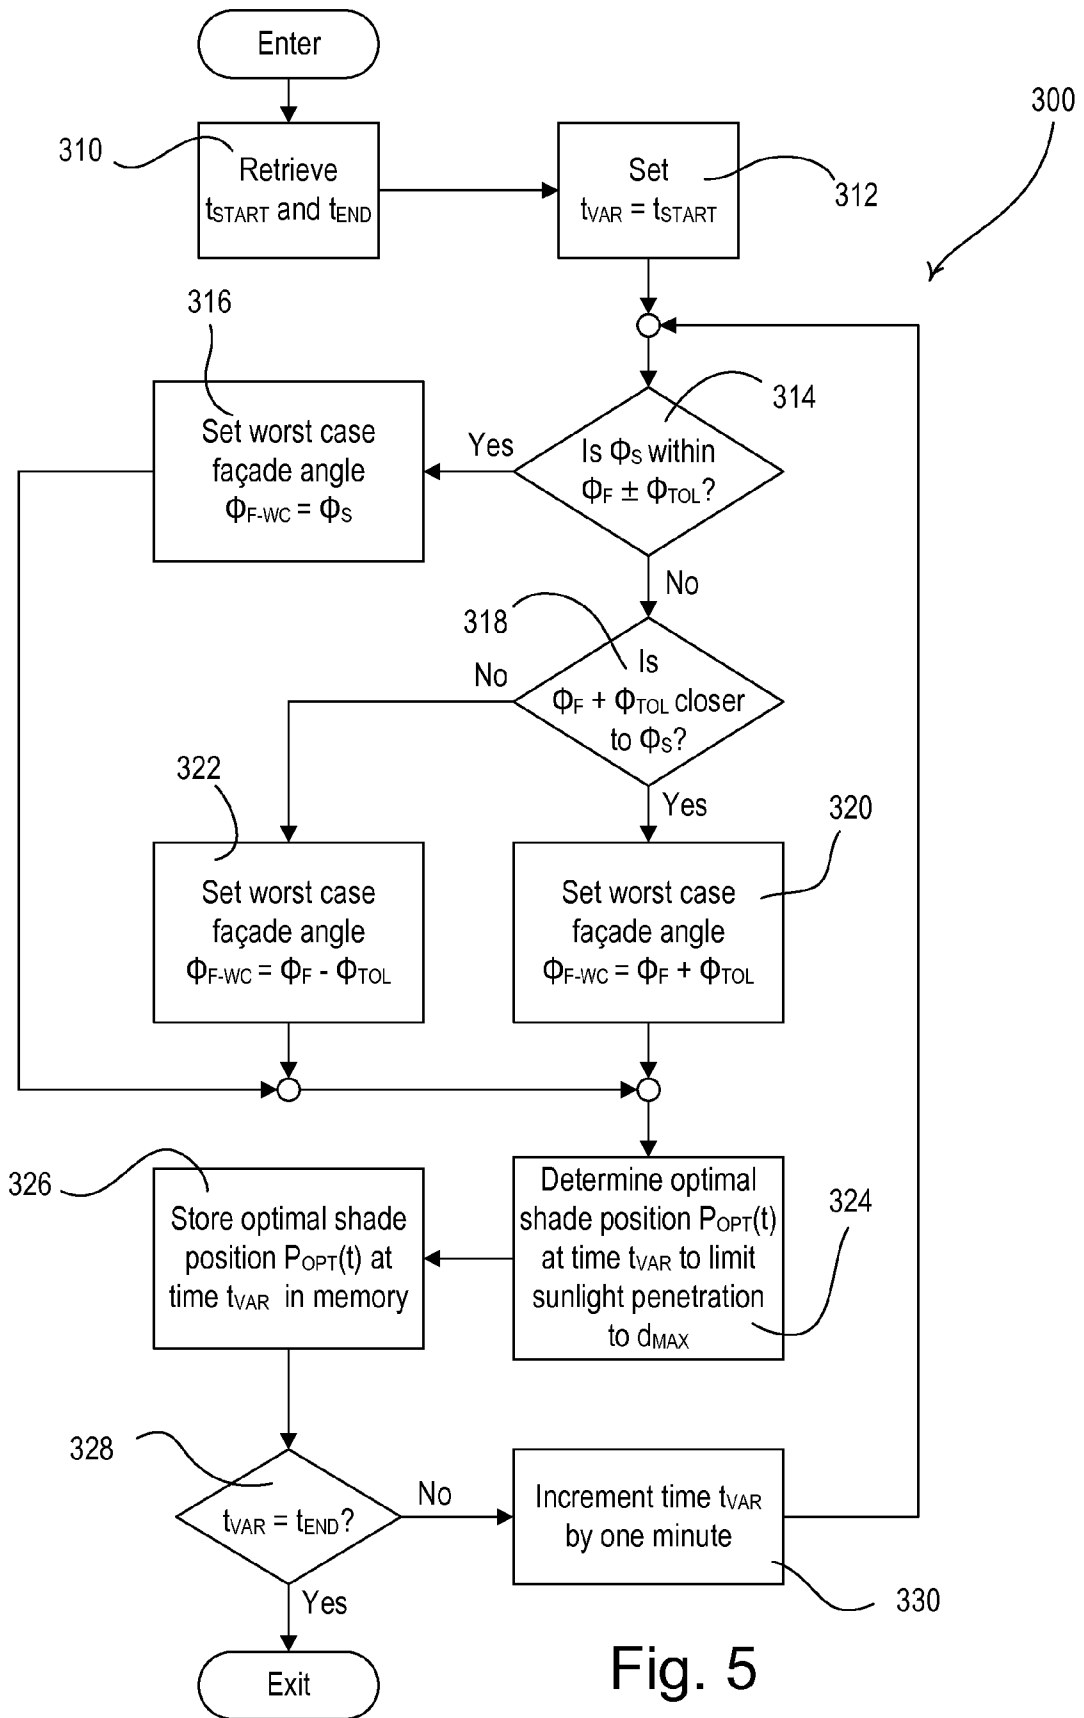 Enter
300
310
Retrieve
tSTART and tEND
Set
tVAR = tSTART
312
316
Set worst case
façade angle
ΦF-WC = ΦS
Yes
314
Is ΦS within
ΦF ± ΦTOL?
No
318
Is
ΦF + ΦTOL closer
to ΦS?
No
Yes
322
Set worst case
façade angle
ΦF-WC = ΦF - ΦTOL
320
Set worst case
façade angle
ΦF-WC = ΦF + ΦTOL
326
Store optimal shade
position POPT(t) at
time tVAR in memory
Determine optimal
shade position POPT(t)
at time tVAR to limit
sunlight penetration
to dMAX
324
328
tVAR = tEND?
No
Yes
Increment time tVAR
by one minute
330
Exit
Fig. 5